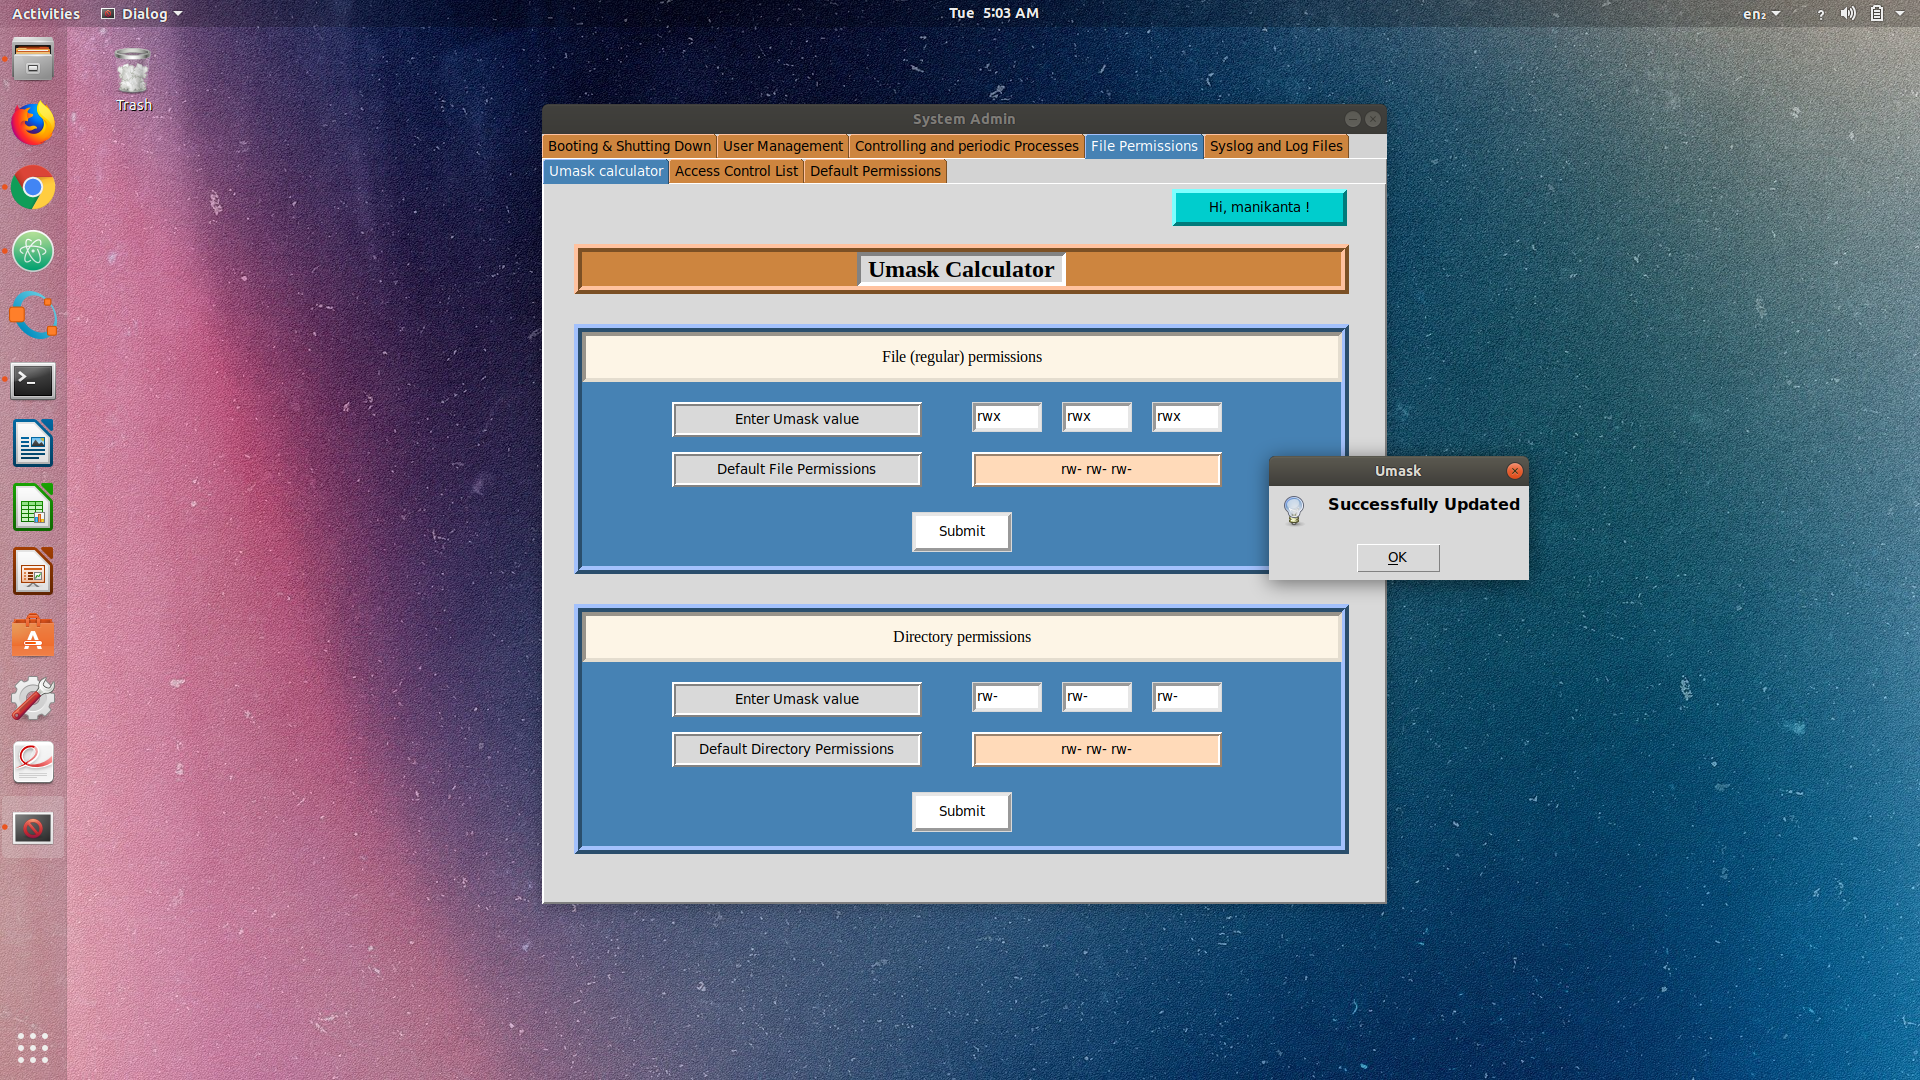 Activities Dialog Tue 5:03 AM en₂ ?
Trash
System Admin
Booting & Shutting Down User Management Controlling and periodic Processes File Permissions Syslog and Log Files
Umask calculator Access Control List Default Permissions
Hi, manikanta !
Umask Calculator
File (regular) permissions
Enter Umask value rwx rwx rwx
Default File Permissions rw- rw- rw-
Submit
Umask
Successfully Updated
OK
Directory permissions
Enter Umask value rw- rw- rw-
Default Directory Permissions rw- rw- rw-
Submit